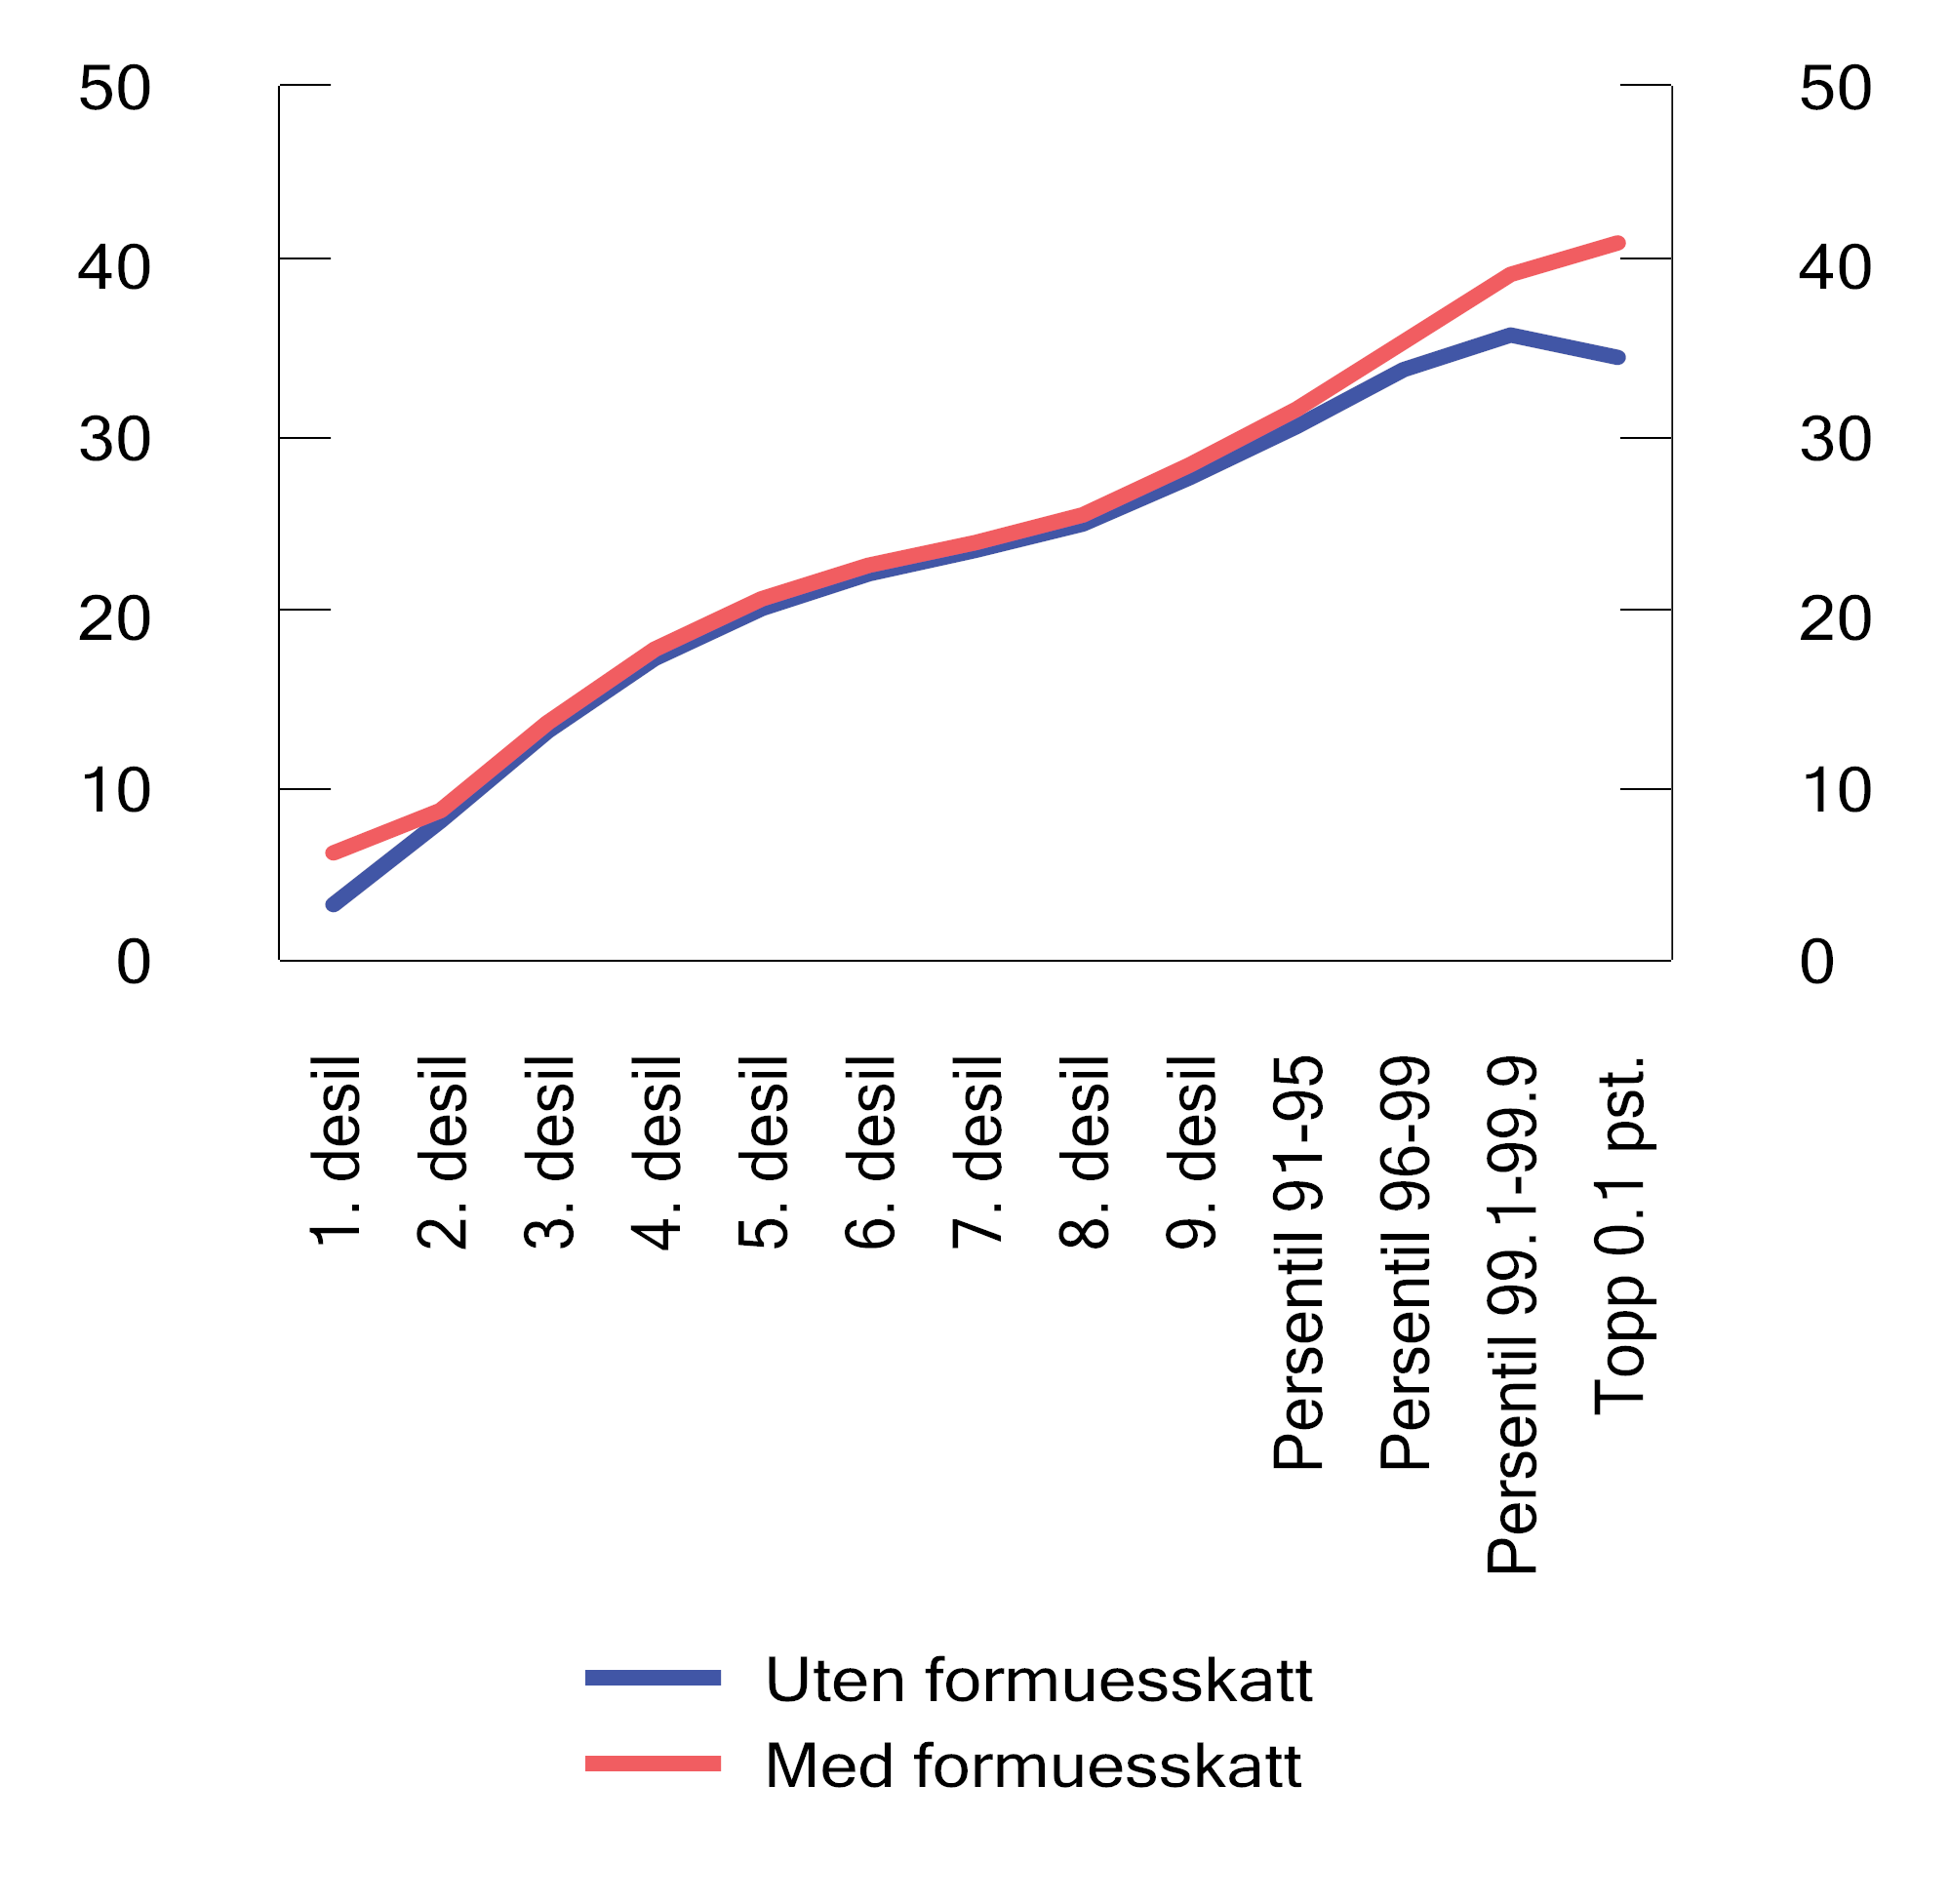 50 50
40 40
30 30
20 20
10 10
0 0
1. desil
2. desil
3. desil
4. desil
5. desil
6. desil
7. desil
8. desil
9. desil
Persentil 91-95
Persentil 96-99
Persentil 99.1-99.9
Topp 0.1 pst.
Uten formuesskatt
Med formuesskatt